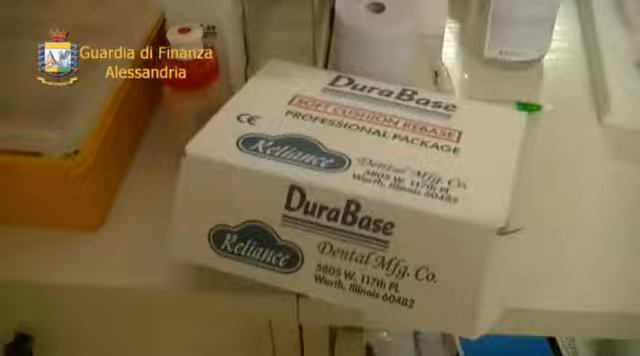 Guardia di Finanza
Alessandria
DuraBase
SOFT CUSHION REBASE
PROFESSIONAL PACKAGE
CE
Reliance
Dental Mfg. Co.
5805 W. 117th Pl.
Worth, Illinois 60482
DuraBase
Reliance
Dental Mfg. Co.
5805 W. 117th Pl.
Worth, Illinois 60482